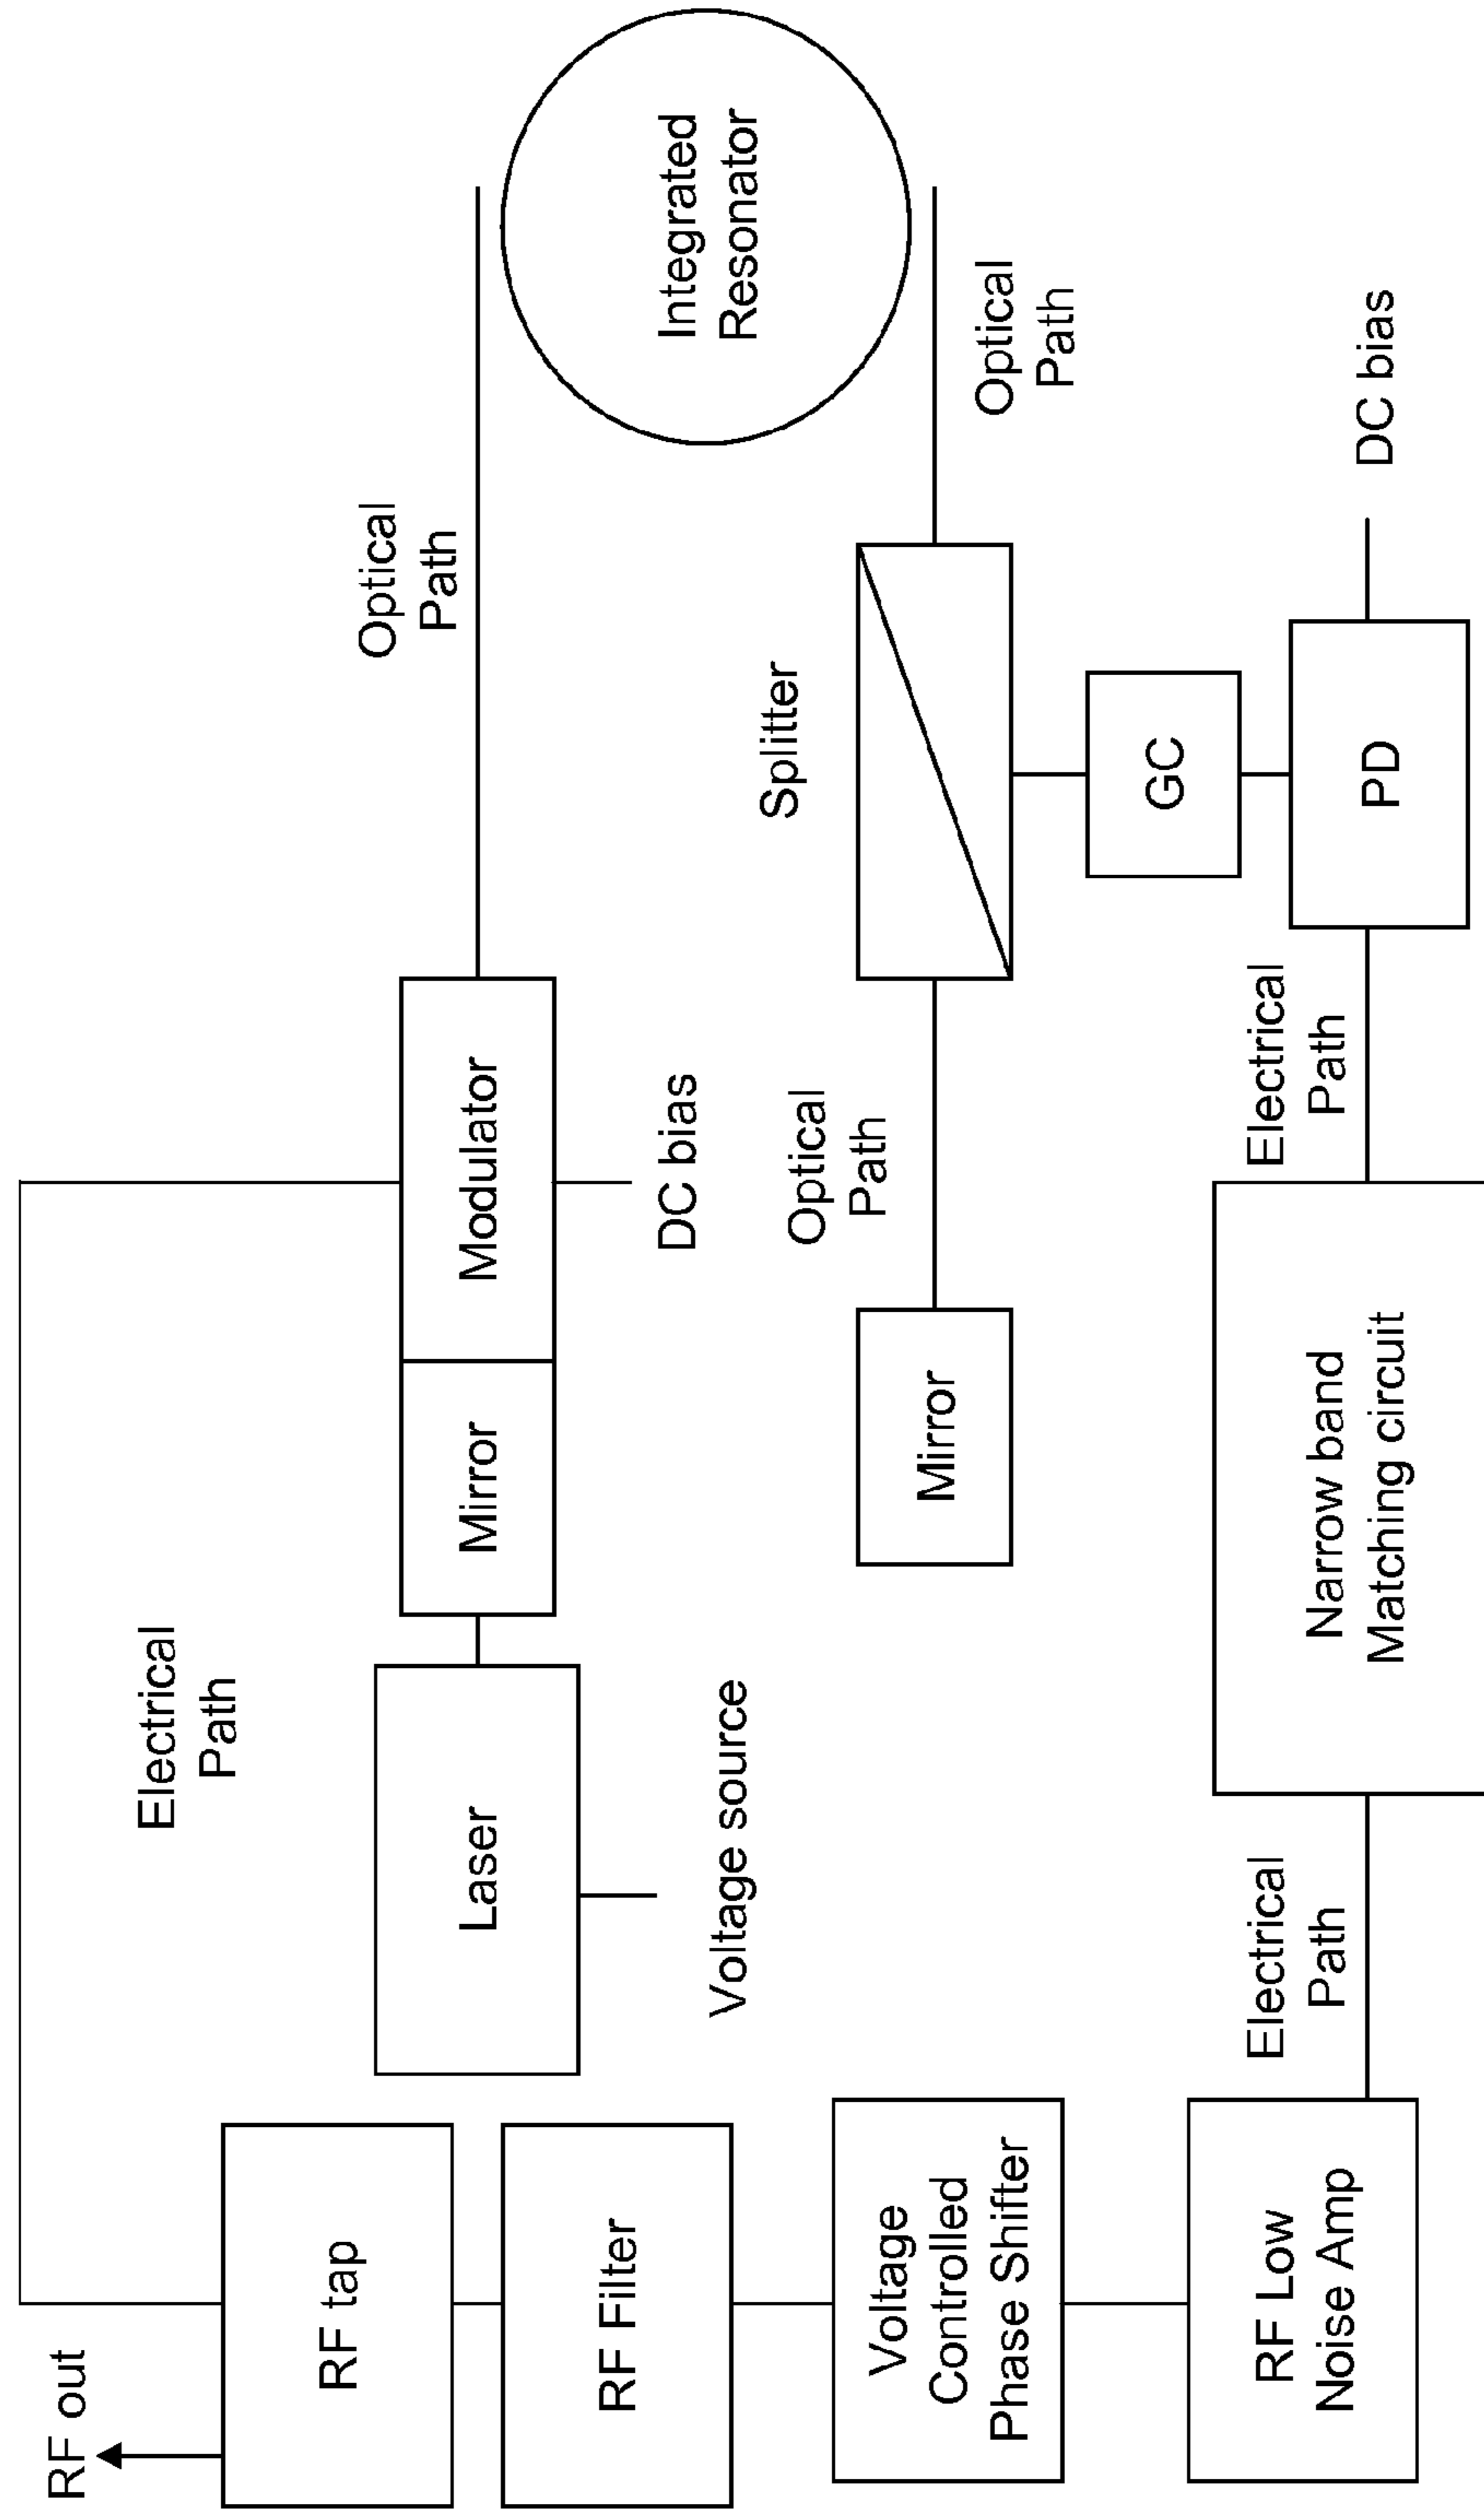 RF out
RF tap
RF Filter
Voltage
Controlled
Phase Shifter
RF Low
Noise Amp
Electrical
Path
Laser
Voltage source
Mirror
Modulator
DC bias
Optical
Path
Integrated
Resonator
Mirror
Optical
Path
Splitter
Optical
Path
GC
Electrical
Path
Narrow band
Matching circuit
Electrical
Path
PD
DC bias